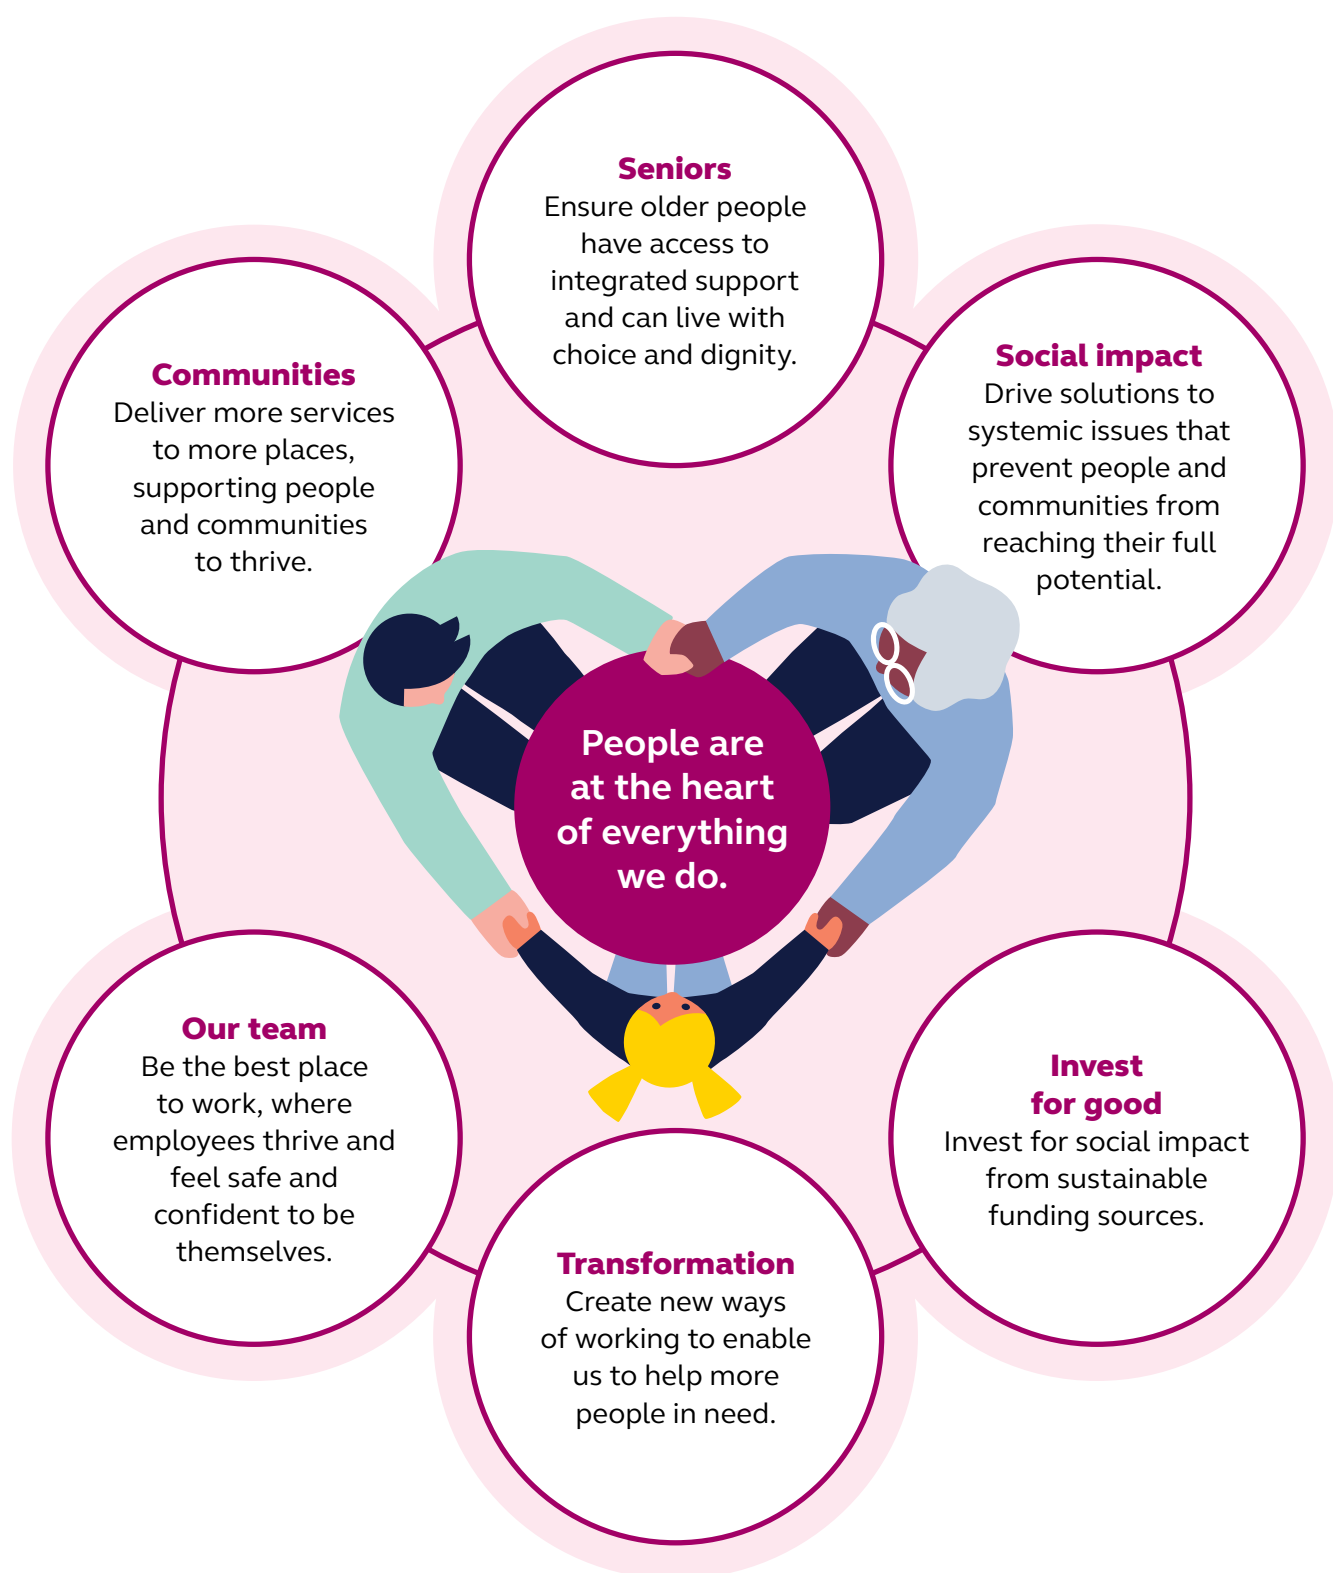 Seniors
Ensure older people
have access to
integrated support
and can live with
choice and dignity.
Social impact
Drive solutions to
systemic issues that
prevent people and
communities from
reaching their full
potential.
Invest
for good
Invest for social impact
from sustainable
funding sources.
Transformation
Create new ways
of working to enable
us to help more
people in need.
Our team
Be the best place
to work, where
employees thrive and
feel safe and
confident to be
themselves.
Communities
Deliver more services
to more places,
supporting people
and communities
to thrive.
People are
at the heart
of everything
we do.